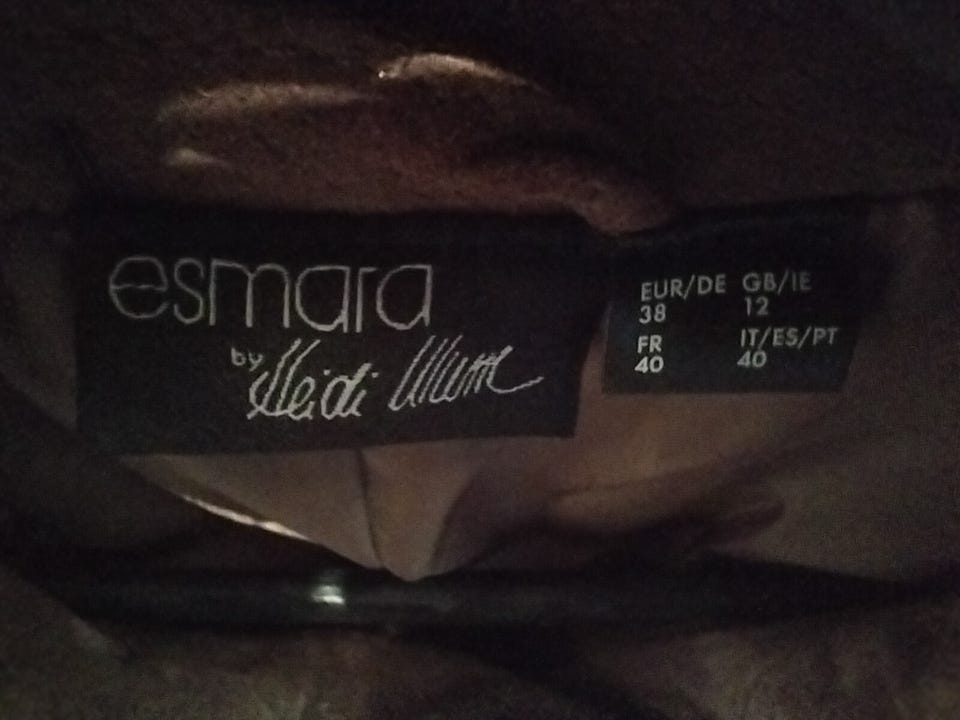 esmara
by Heidi Klum
EUR/DE GB/IE
38 12
FR IT/ES/PT
40 40